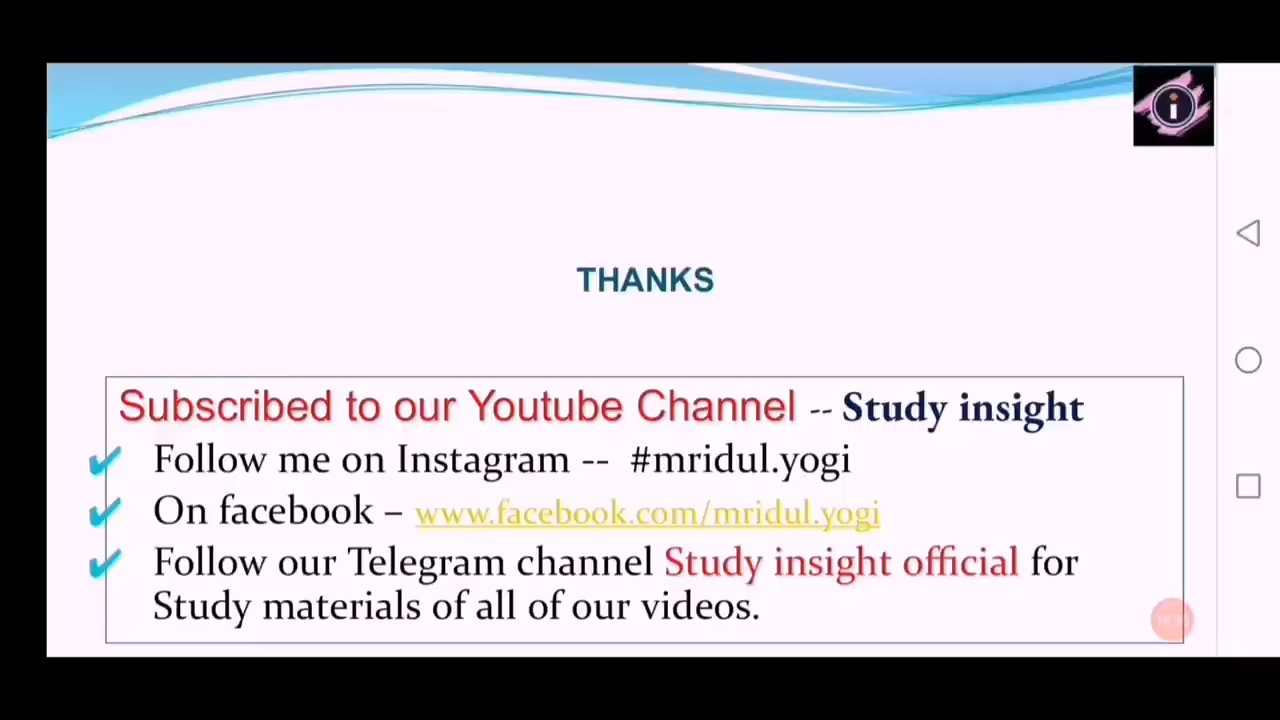 THANKS
Subscribed to our Youtube Channel -- Study insight
Follow me on Instagram -- #mridul.yogi
On facebook – www.facebook.com/mridul.yogi
Follow our Telegram channel Study insight official for
Study materials of all of our videos.